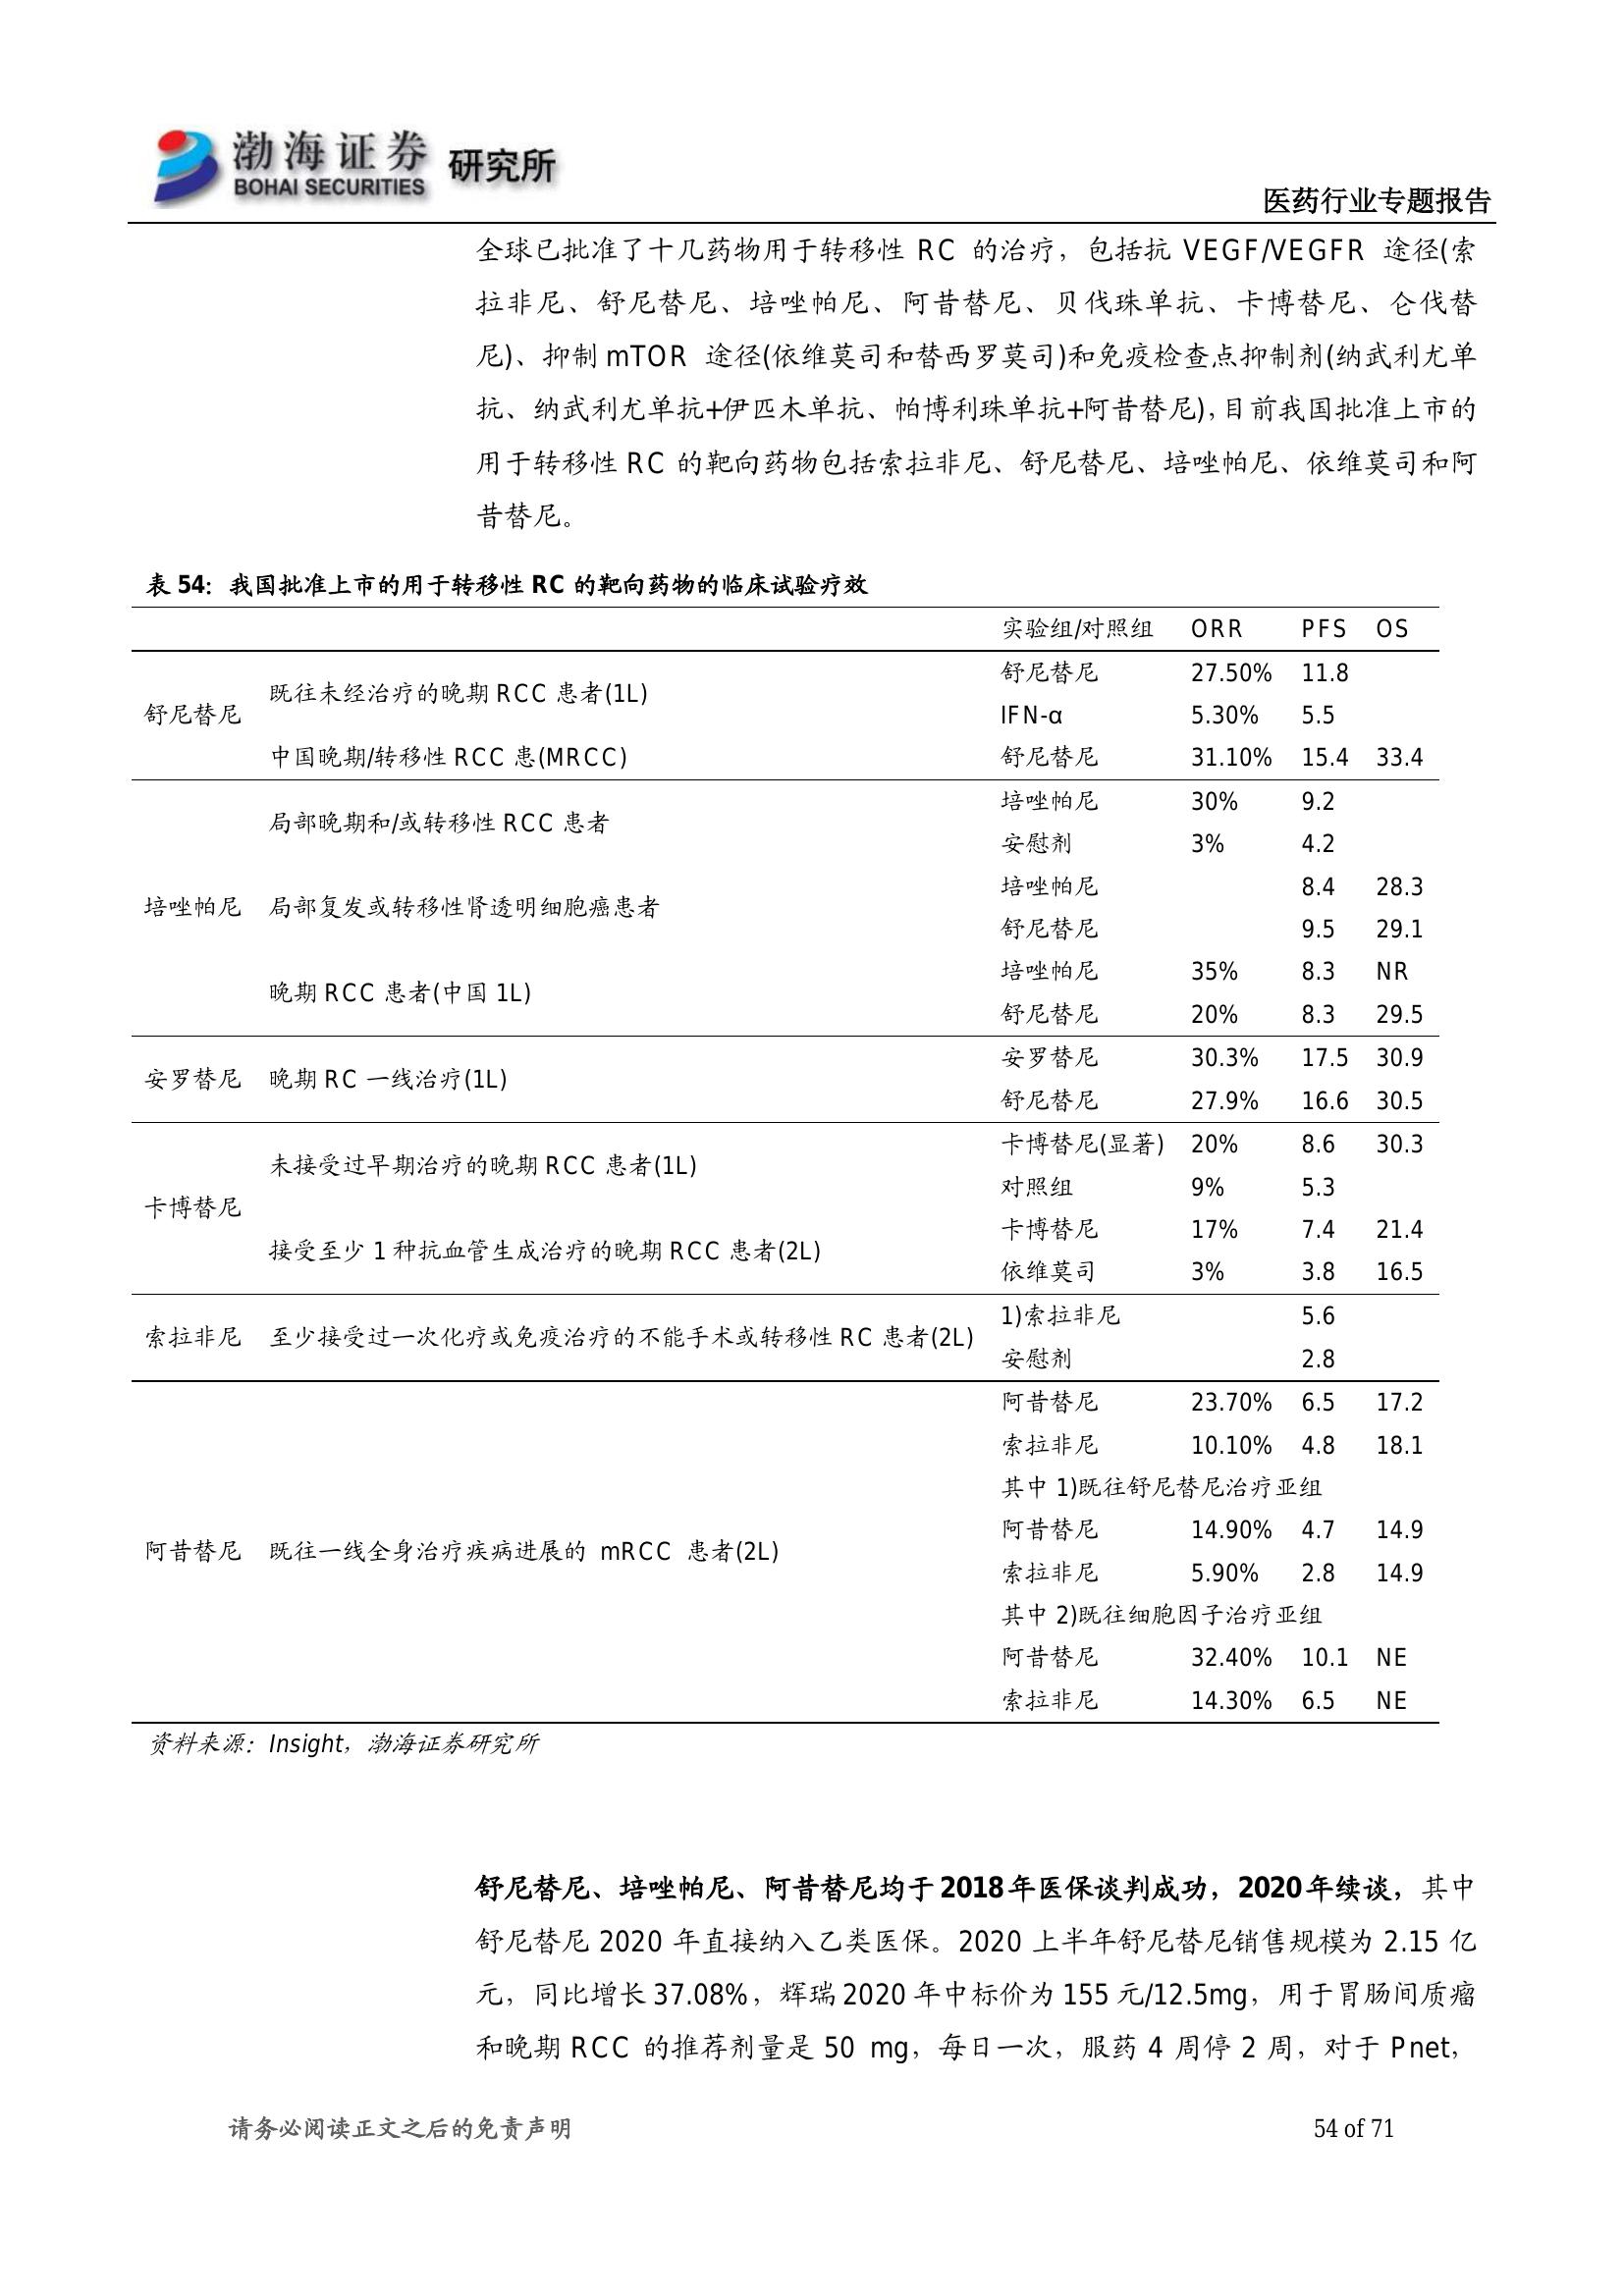 渤海证券 研究所
BOHAI SECURITIES
医药行业专题报告
全球已批准了十几药物用于转移性 RC 的治疗，包括抗 VEGF/VEGFR 途径(索
拉非尼、舒尼替尼、培唑帕尼、阿昔替尼、贝伐珠单抗、卡博替尼、仑伐替
尼)、抑制 mTOR 途径(依维莫司和替西罗莫司)和免疫检查点抑制剂(纳武利尤单
抗、纳武利尤单抗+伊匹木单抗、帕博利珠单抗+阿昔替尼)，目前我国批准上市的
用于转移性 RC 的靶向药物包括索拉非尼、舒尼替尼、培唑帕尼、依维莫司和阿
昔替尼。
表 54：我国批准上市的用于转移性 RC 的靶向药物的临床试验疗效
实验组/对照组 ORR PFS OS
舒尼替尼 既往未经治疗的晚期 RCC 患者(1L) 舒尼替尼 27.50% 11.8
IFN-α 5.30% 5.5
中国晚期/转移性 RCC 患(MRCC) 舒尼替尼 31.10% 15.4 33.4
培唑帕尼 局部晚期和/或转移性 RCC 患者 培唑帕尼 30% 9.2
安慰剂 3% 4.2
局部复发或转移性肾透明细胞癌患者 培唑帕尼 8.4 28.3
舒尼替尼 9.5 29.1
晚期 RCC 患者(中国 1L) 培唑帕尼 35% 8.3 NR
舒尼替尼 20% 8.3 29.5
安罗替尼 晚期 RC 一线治疗(1L) 安罗替尼 30.3% 17.5 30.9
舒尼替尼 27.9% 16.6 30.5
卡博替尼 未接受过早期治疗的晚期 RCC 患者(1L) 卡博替尼(显著) 20% 8.6 30.3
对照组 9% 5.3
接受至少 1 种抗血管生成治疗的晚期 RCC 患者(2L) 卡博替尼 17% 7.4 21.4
依维莫司 3% 3.8 16.5
索拉非尼 至少接受过一次化疗或免疫治疗的不能手术或转移性 RC 患者(2L) 1)索拉非尼 5.6
安慰剂 2.8
阿昔替尼 既往一线全身治疗疾病进展的 mRCC 患者(2L) 阿昔替尼 23.70% 6.5 17.2
索拉非尼 10.10% 4.8 18.1
其中 1)既往舒尼替尼治疗亚组
阿昔替尼 14.90% 4.7 14.9
索拉非尼 5.90% 2.8 14.9
其中 2)既往细胞因子治疗亚组
阿昔替尼 32.40% 10.1 NE
索拉非尼 14.30% 6.5 NE
资料来源：Insight，渤海证券研究所
舒尼替尼、培唑帕尼、阿昔替尼均于 2018 年医保谈判成功，2020 年续谈，其中
舒尼替尼 2020 年直接纳入乙类医保。2020 上半年舒尼替尼销售规模为 2.15 亿
元，同比增长 37.08%，辉瑞 2020 年中标价为 155 元/12.5mg，用于胃肠间质瘤
和晚期 RCC 的推荐剂量是 50 mg，每日一次，服药 4 周停 2 周，对于 Pnet，
请务必阅读正文之后的免责声明
54 of 71